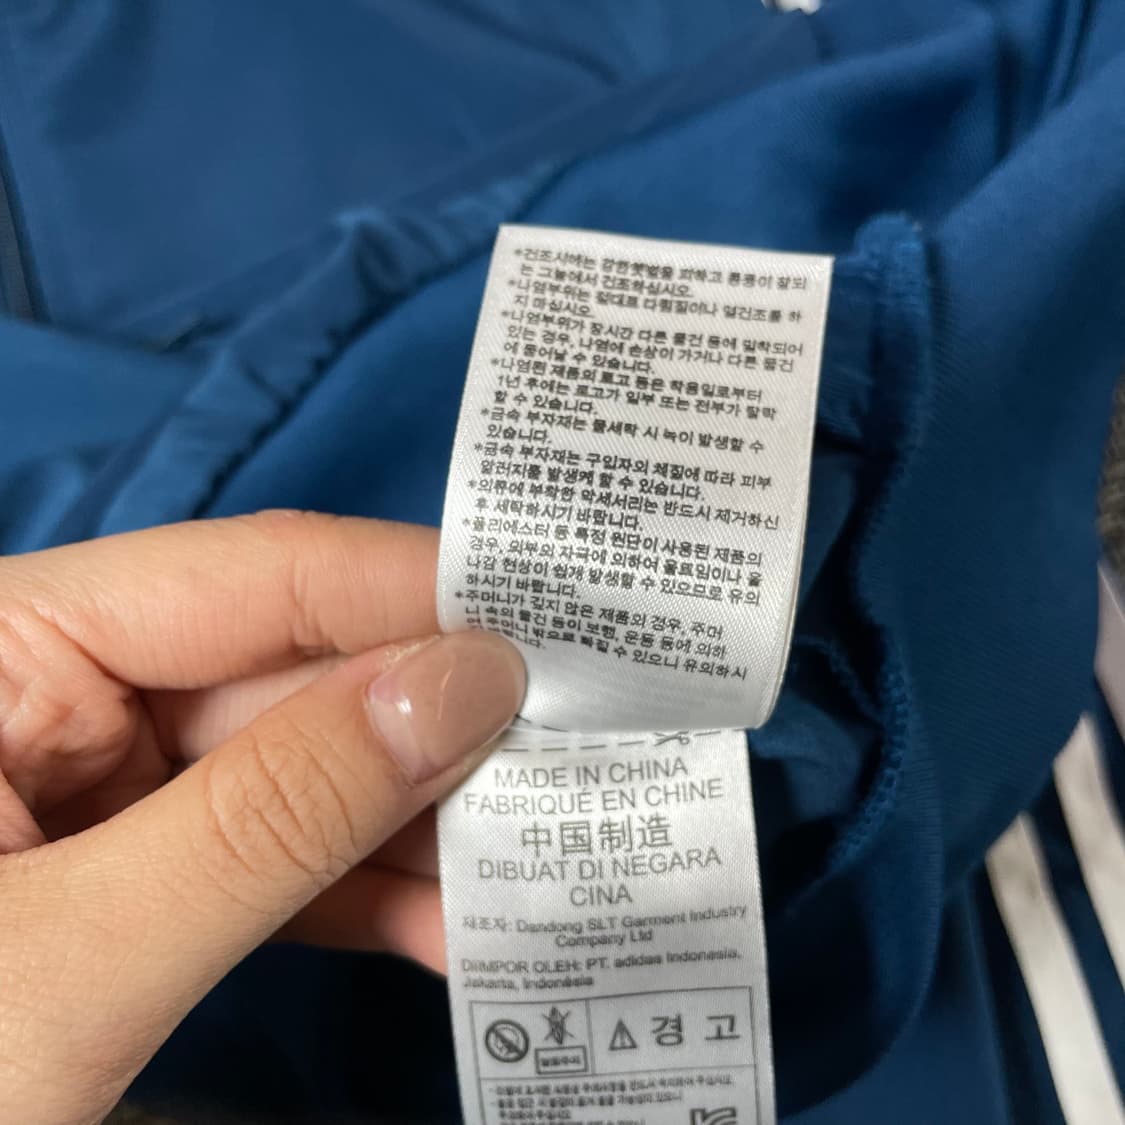 *건조시에는 강한햇볕을 피하고 통풍이 잘되
는 그늘에서 건조하십시오.
*나염부위는 절대로 다림질이나 열건조를 하
지 마십시오.
*나염부위가 장시간 다른 물건 등에 밀착되어
있는 경우, 나염에 손상이 가거나 다른 물건
에 묻어날 수 있습니다.
*나염된 제품의 로고 등은 착용일로부터
1년 후에는 로고가 일부 또는 전부가 탈락
할 수 있습니다.
*금속 부자재는 물세탁 시 녹이 발생할 수
있습니다.
*금속 부자재는 구입자의 체질에 따라 피부
알러지를 발생케 할 수 있습니다.
*의류에 부착한 악세서리는 반드시 제거하신
후 세탁하시기 바랍니다.
*폴리에스터 등 특정 원단이 사용된 제품의
경우, 외부의 자극에 의하여 올트임이나 올
나감 현상이 쉽게 발생할 수 있으므로 유의
하시기 바랍니다.
*주머니가 깊지 않은 제품의 경우, 주머
니 속의 물건 등이 보행, 운동 등에 의하
여 주머니 밖으로 빠질 수 있으니 유의하시
MADE IN CHINA
FABRIQUÉ EN CHINE
中国制造
DIBUAT DI NEGARA
CINA
제조자: Dandong SLT Garment Industry
Company Ltd
DIIMPOR OLEH: PT. adidas Indonesia.
Jakarta, Indonésia
경 고